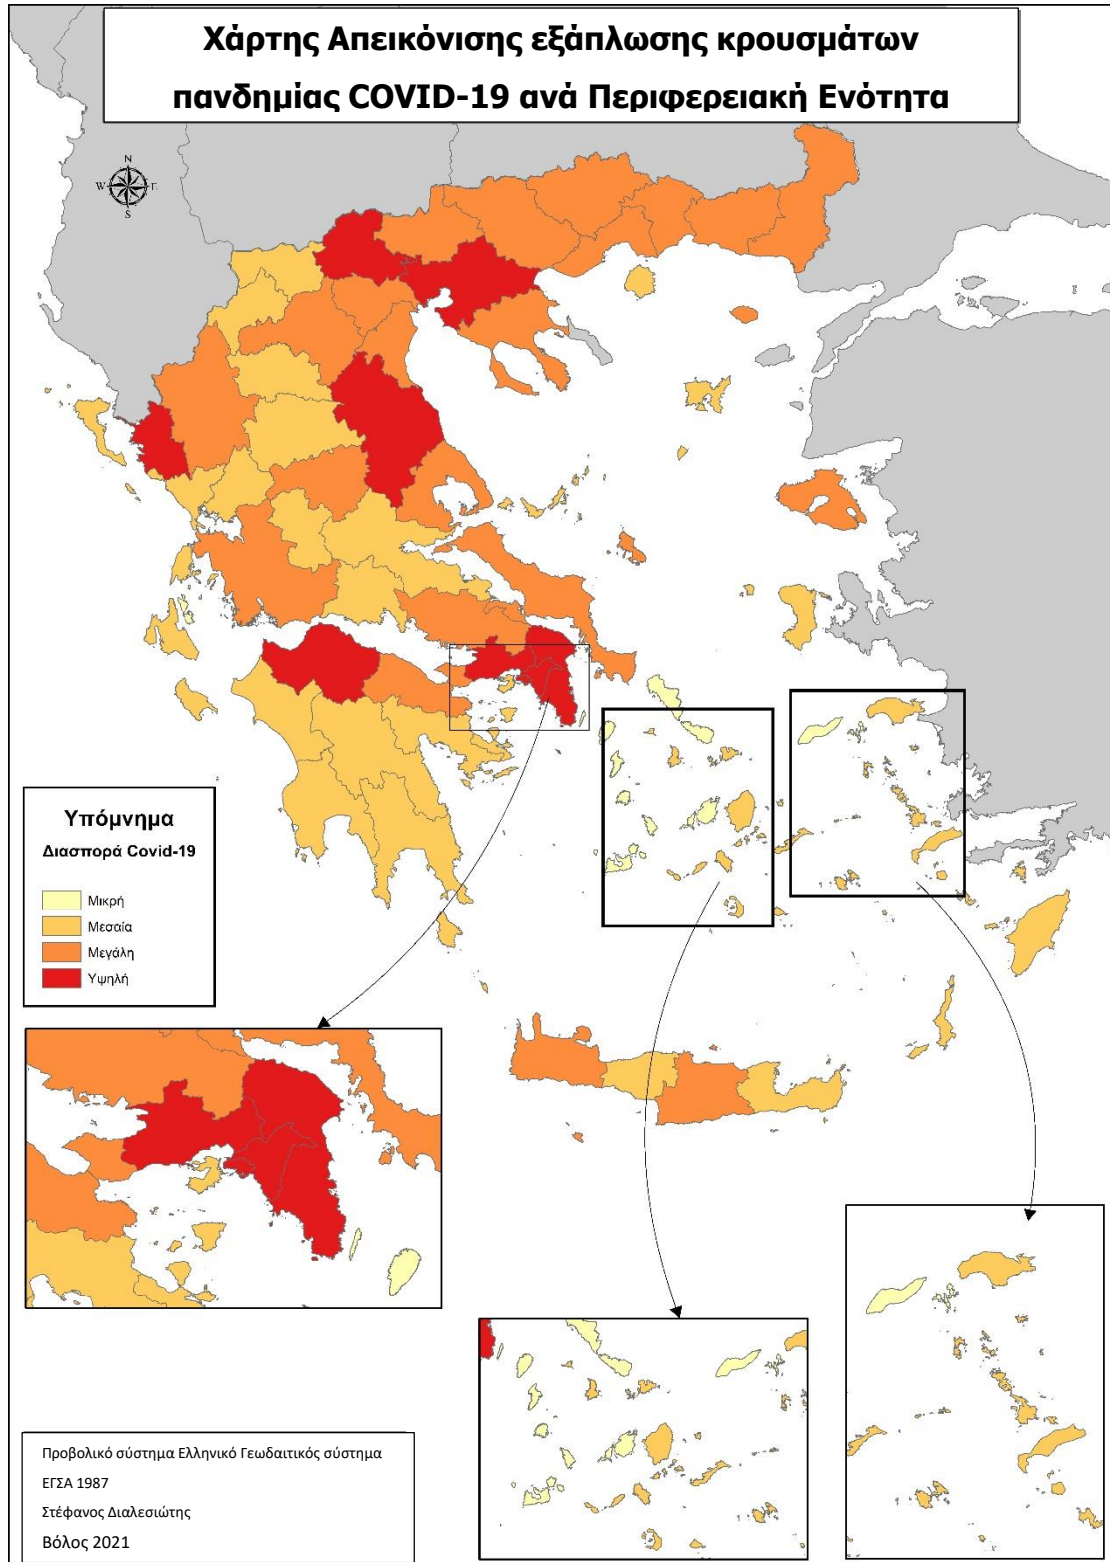 Χάρτης Απεικόνισης εξάπλωσης κρουσμάτων
πανδημίας COVID-19 ανά Περιφερειακή Ενότητα
N
W
E
S
Υπόμνημα
Διασπορά Covid-19
Μικρή
Μεσαία
Μεγάλη
Υψηλή
Προβολικό σύστημα Ελληνικό Γεωδαιτικός σύστημα
ΕΓΣΑ 1987
Στέφανος Διαλεσιώτης
Βόλος 2021